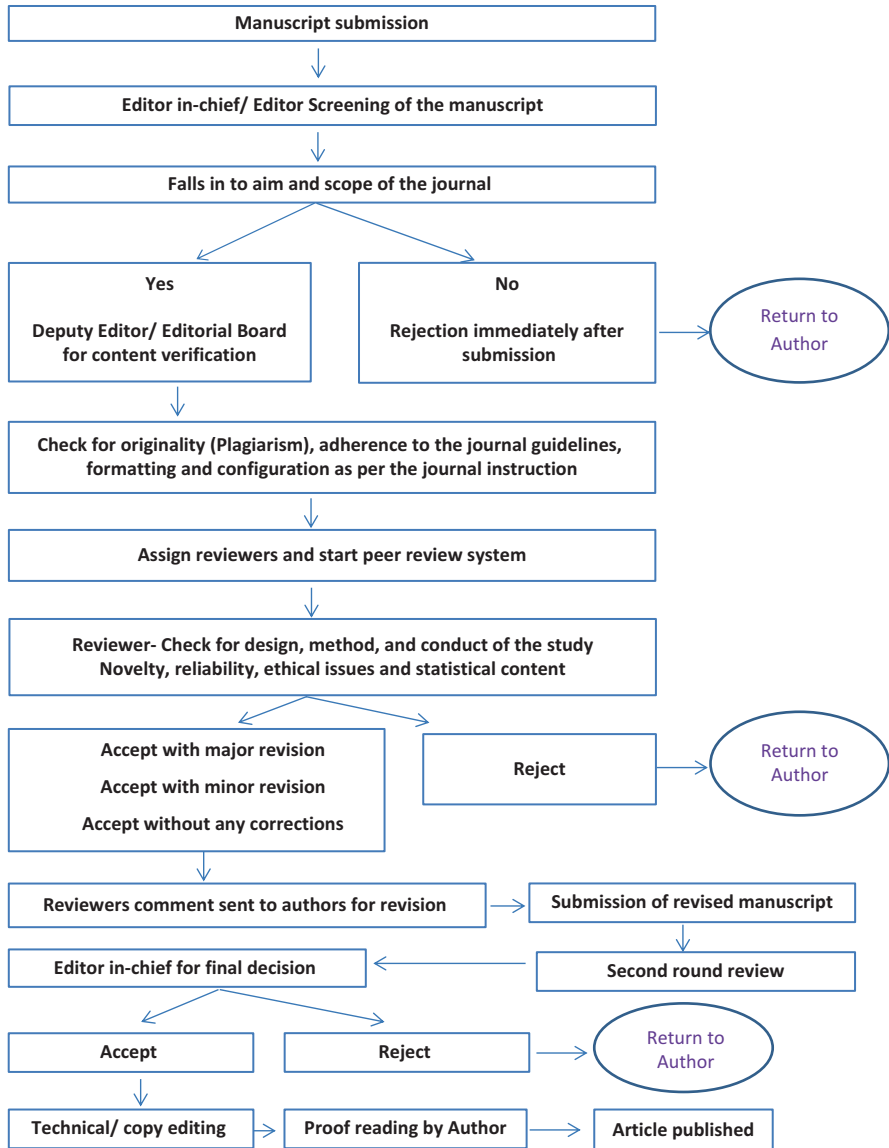 Manuscript submission
Editor in-chief/ Editor Screening of the manuscript
Falls in to aim and scope of the journal
Yes
Deputy Editor/ Editorial Board
for content verification
No
Rejection immediately after
submission
Return to
Author
Check for originality (Plagiarism), adherence to the journal guidelines,
formatting and configuration as per the journal instruction
Assign reviewers and start peer review system
Reviewer- Check for design, method, and conduct of the study
Novelty, reliability, ethical issues and statistical content
Accept with major revision
Accept with minor revision
Accept without any corrections
Reject
Return to
Author
Reviewers comment sent to authors for revision
Submission of revised manuscript
Second round review
Editor in-chief for final decision
Accept
Reject
Return to
Author
Technical/ copy editing
Proof reading by Author
Article published